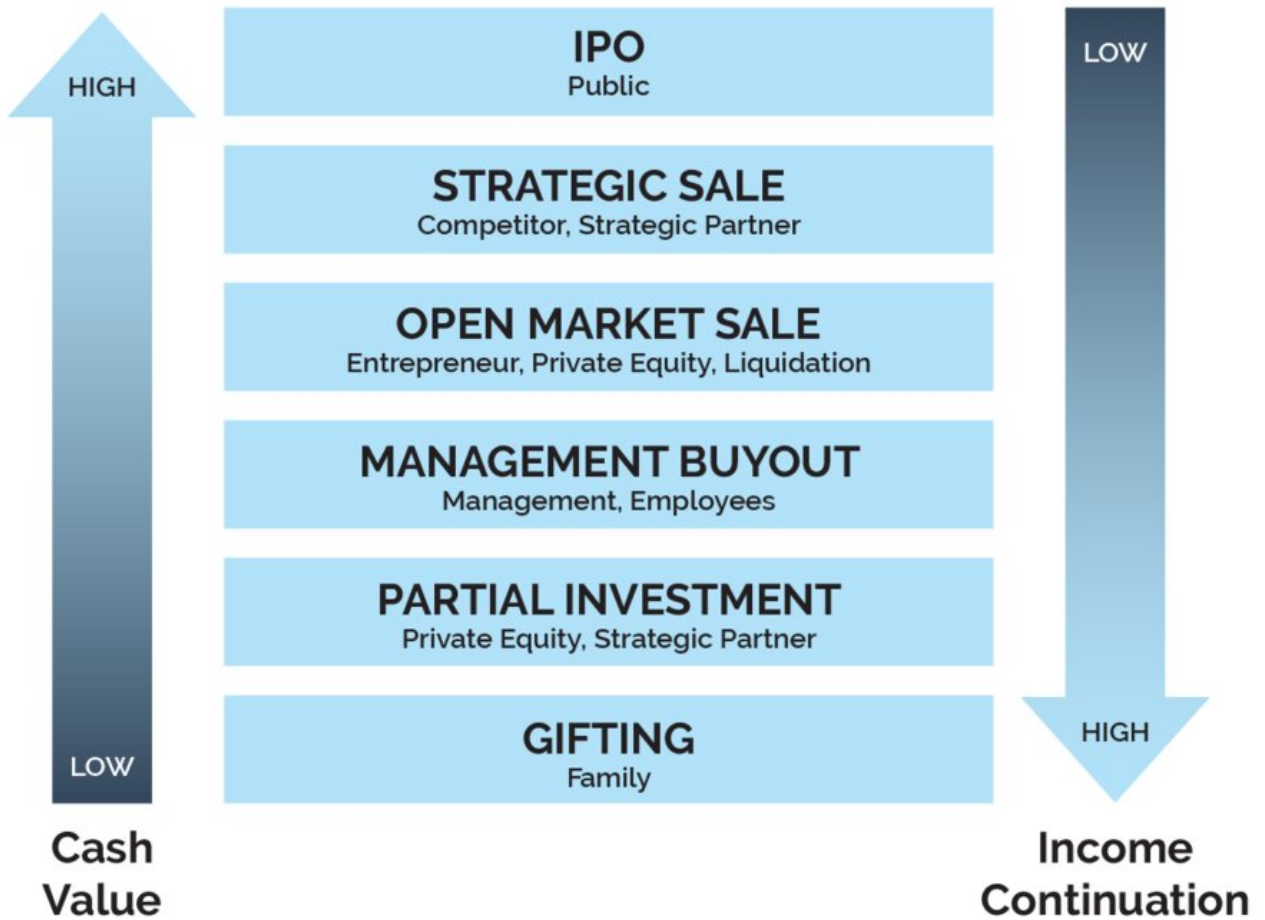 HIGH
LOW
Cash
Value
IPO
Public
STRATEGIC SALE
Competitor, Strategic Partner
OPEN MARKET SALE
Entrepreneur, Private Equity, Liquidation
MANAGEMENT BUYOUT
Management, Employees
PARTIAL INVESTMENT
Private Equity, Strategic Partner
GIFTING
Family
LOW
HIGH
Income
Continuation